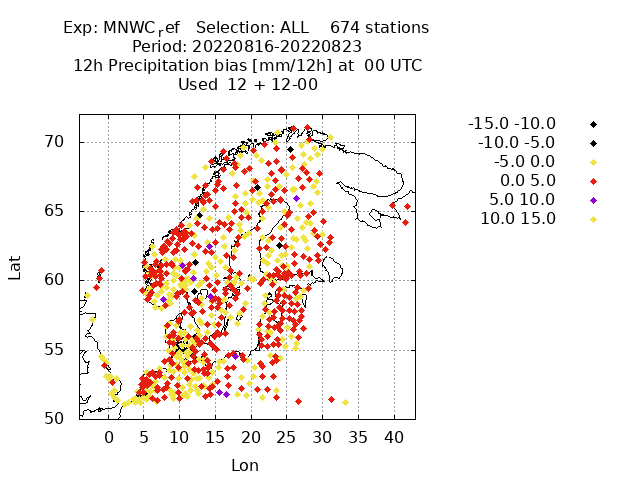 Exp: MNWC_ref Selection: ALL 674 stations
Period: 20220816-20220823
12h Precipitation bias [mm/12h] at 00 UTC
Used 12 + 12-00
-15.0 -10.0
-10.0 -5.0
-5.0 0.0
0.0 5.0
5.0 10.0
10.0 15.0
70
65
60
55
50
Lat
0 5 10 15 20 25 30 35 40
Lon